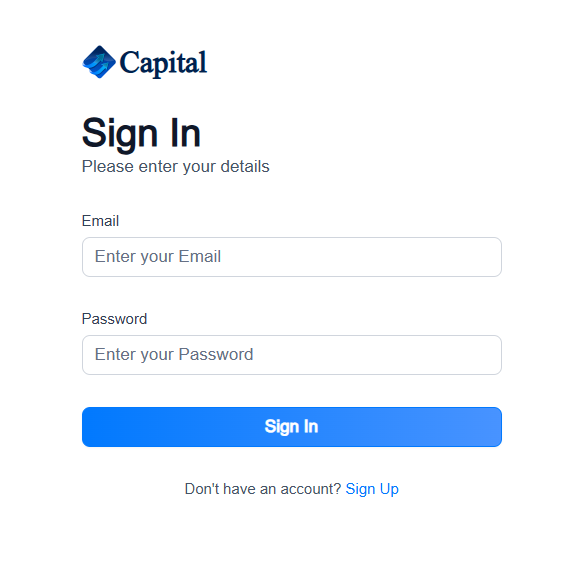 Capital
Sign In
Please enter your details
Email
Enter your Email
Password
Enter your Password
Sign In
Don't have an account? Sign Up